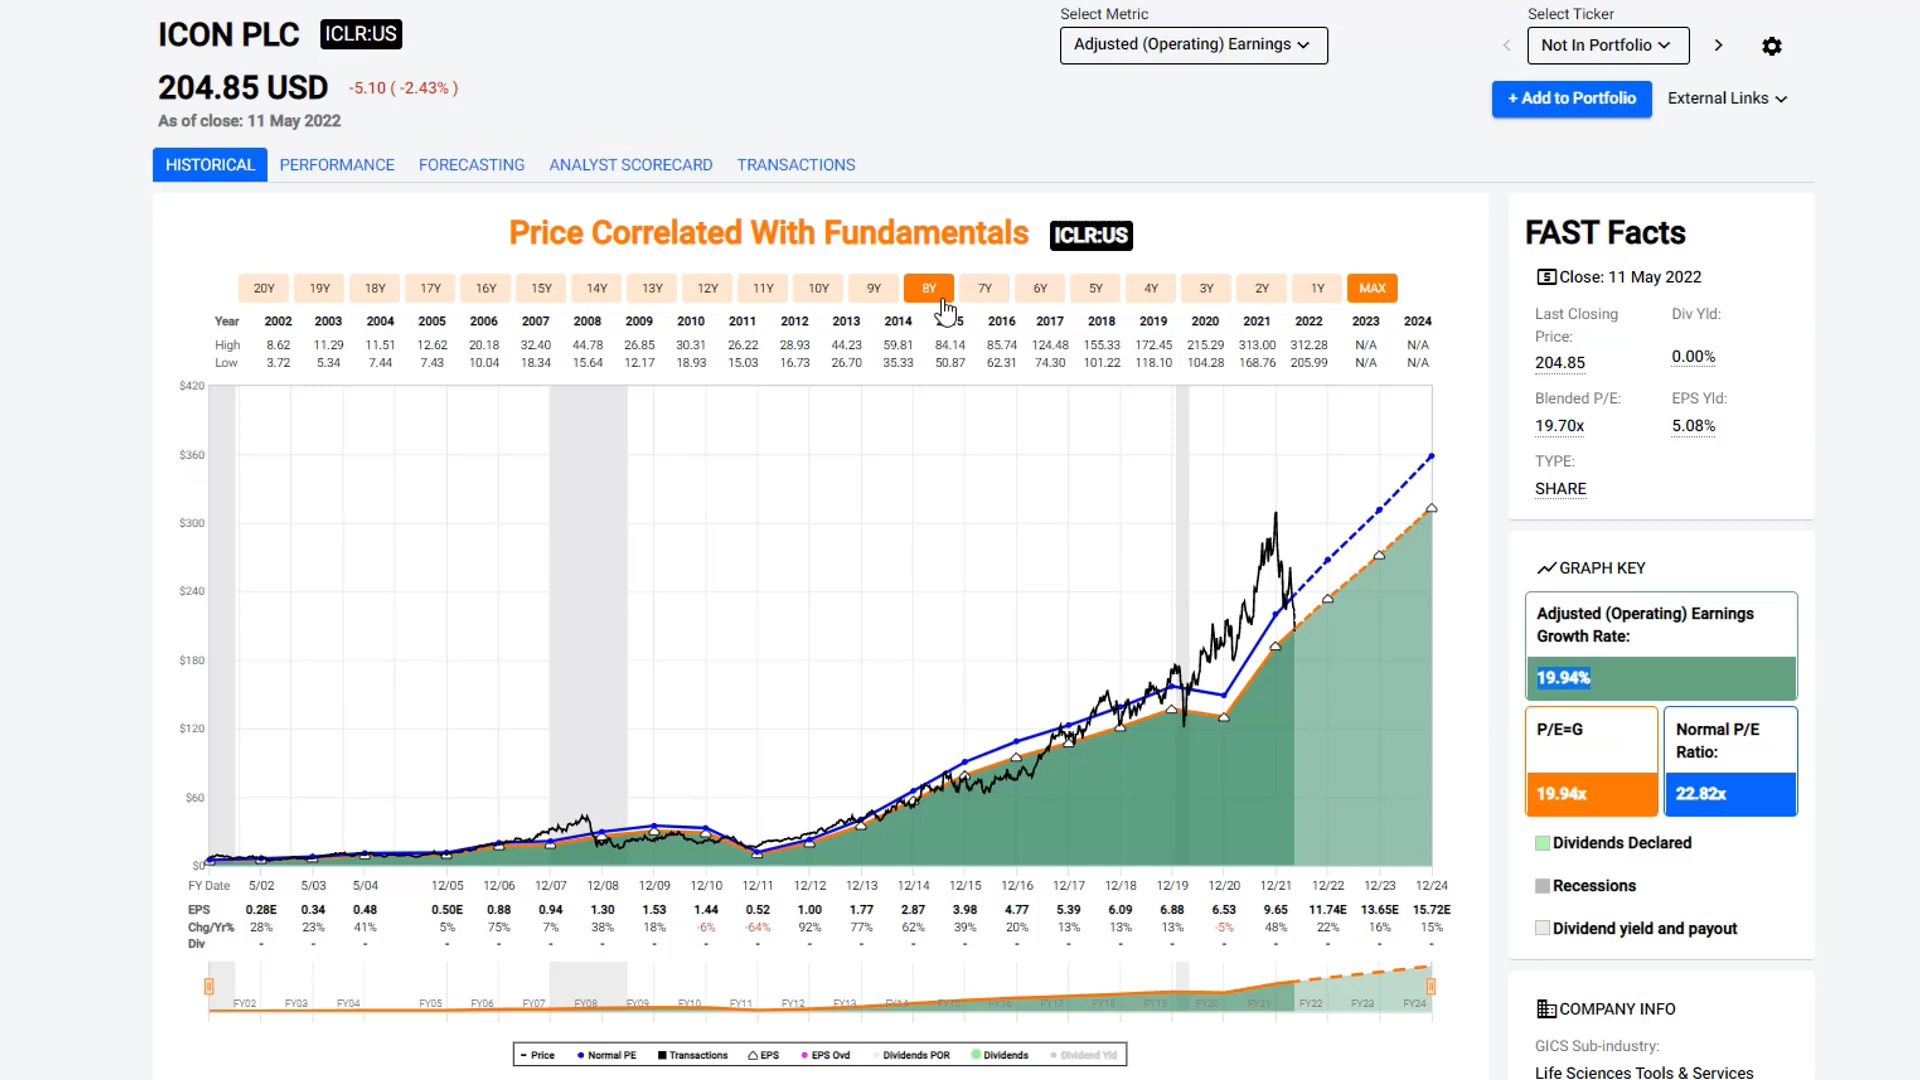 ICON PLC ICLR:US
204.85 USD -5.10 ( -2.43% )
As of close: 11 May 2022
Select Metric
Adjusted (Operating) Earnings
Select Ticker
Not In Portfolio
+ Add to Portfolio External Links
HISTORICAL PERFORMANCE FORECASTING ANALYST SCORECARD TRANSACTIONS
Price Correlated With Fundamentals ICLR:US
20Y 19Y 18Y 17Y 16Y 15Y 14Y 13Y 12Y 11Y 10Y 9Y 8Y 7Y 6Y 5Y 4Y 3Y 2Y 1Y MAX
Year 2002 2003 2004 2005 2006 2007 2008 2009 2010 2011 2012 2013 2014 5 2016 2017 2018 2019 2020 2021 2022 2023 2024
High 8.62 11.29 11.51 12.62 20.18 32.40 44.78 26.85 30.31 26.22 28.93 44.23 59.81 84.14 85.74 124.48 155.33 172.45 215.29 313.00 312.28 N/A N/A
Low 3.72 5.34 7.44 7.43 10.04 18.34 15.64 12.17 18.93 15.03 16.73 26.70 35.33 50.87 62.31 74.30 101.22 118.10 104.28 168.76 205.99 N/A N/A
$420
$360
$300
$240
$180
$120
$60
$0
FY Date 5/02 5/03 5/04 12/05 12/06 12/07 12/08 12/09 12/10 12/11 12/12 12/13 12/14 12/15 12/16 12/17 12/18 12/19 12/20 12/21 12/22 12/23 12/24
EPS 0.28E 0.34 0.48 0.50E 0.88 0.94 1.30 1.53 1.44 0.52 1.00 1.77 2.87 3.98 4.77 5.39 6.09 6.88 6.53 9.65 11.74E 13.65E 15.72E
Chg/Yr% 28% 23% 41% 5% 75% 7% 38% 18% -6% -64% 92% 77% 62% 39% 20% 13% 13% 13% -5% 48% 22% 16% 15%
Div - - - - - - - - - - - - - - - - - - - - - - -
FY02 FY03 FY04 FY05 FY06 FY07 FY08 FY09 FY10 FY11 FY12 FY13 FY14 FY15 FY16 FY17 FY18 FY19 FY20 FY21 FY22 FY23 FY24
Price Normal PE Transactions EPS EPS Ovd Dividends POR Dividends Dividend Yld
FAST Facts
Close: 11 May 2022
Last Closing Price:
204.85
Div Yld:
0.00%
Blended P/E:
19.70x
EPS Yld:
5.08%
TYPE:
SHARE
GRAPH KEY
Adjusted (Operating) Earnings
Growth Rate:
19.94%
P/E=G
19.94x
Normal P/E
Ratio:
22.82x
Dividends Declared
Recessions
Dividend yield and payout
COMPANY INFO
GICS Sub-industry:
Life Sciences Tools & Services